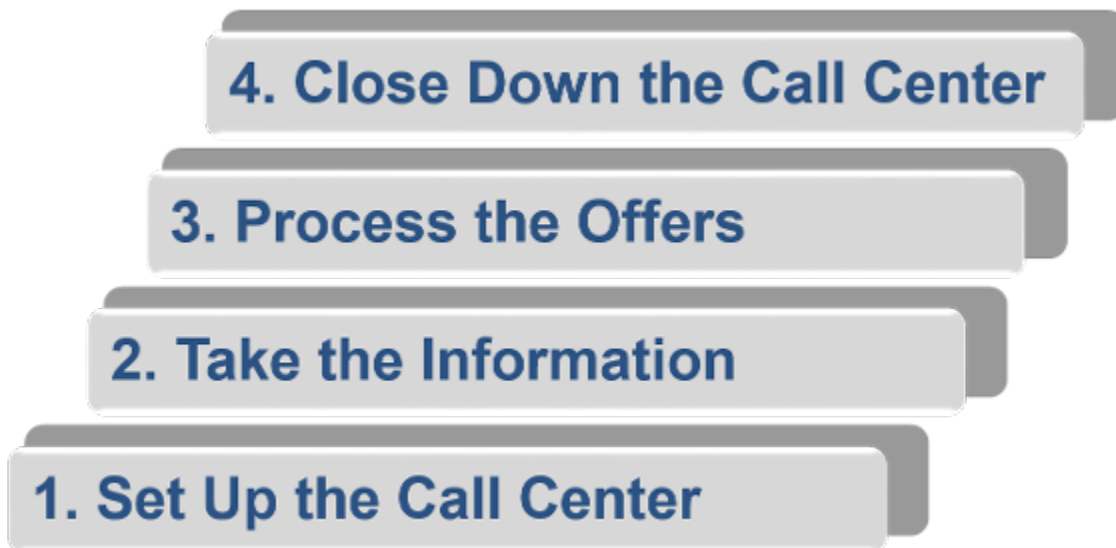 4. Close Down the Call Center
3. Process the Offers
2. Take the Information
1. Set Up the Call Center